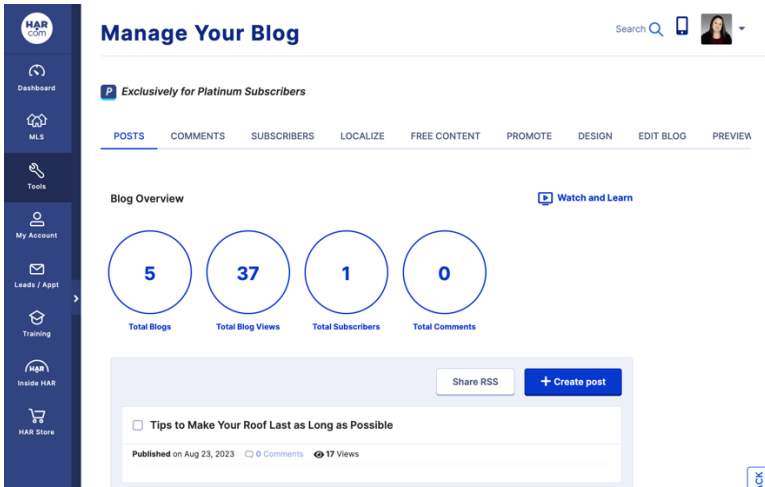 HAR
com
Manage Your Blog
Search
Dashboard
P Exclusively for Platinum Subscribers
MLS
POSTS COMMENTS SUBSCRIBERS LOCALIZE FREE CONTENT PROMOTE DESIGN EDIT BLOG PREVIEW
Tools
Blog Overview
Watch and Learn
My Account
5 37 1 0
Leads / Appt
Total Blogs Total Blog Views Total Subscribers Total Comments
Training
HAR
Inside HAR
Share RSS + Create post
HAR Store
Tips to Make Your Roof Last as Long as Possible
Published on Aug 23, 2023 0 Comments 17 Views